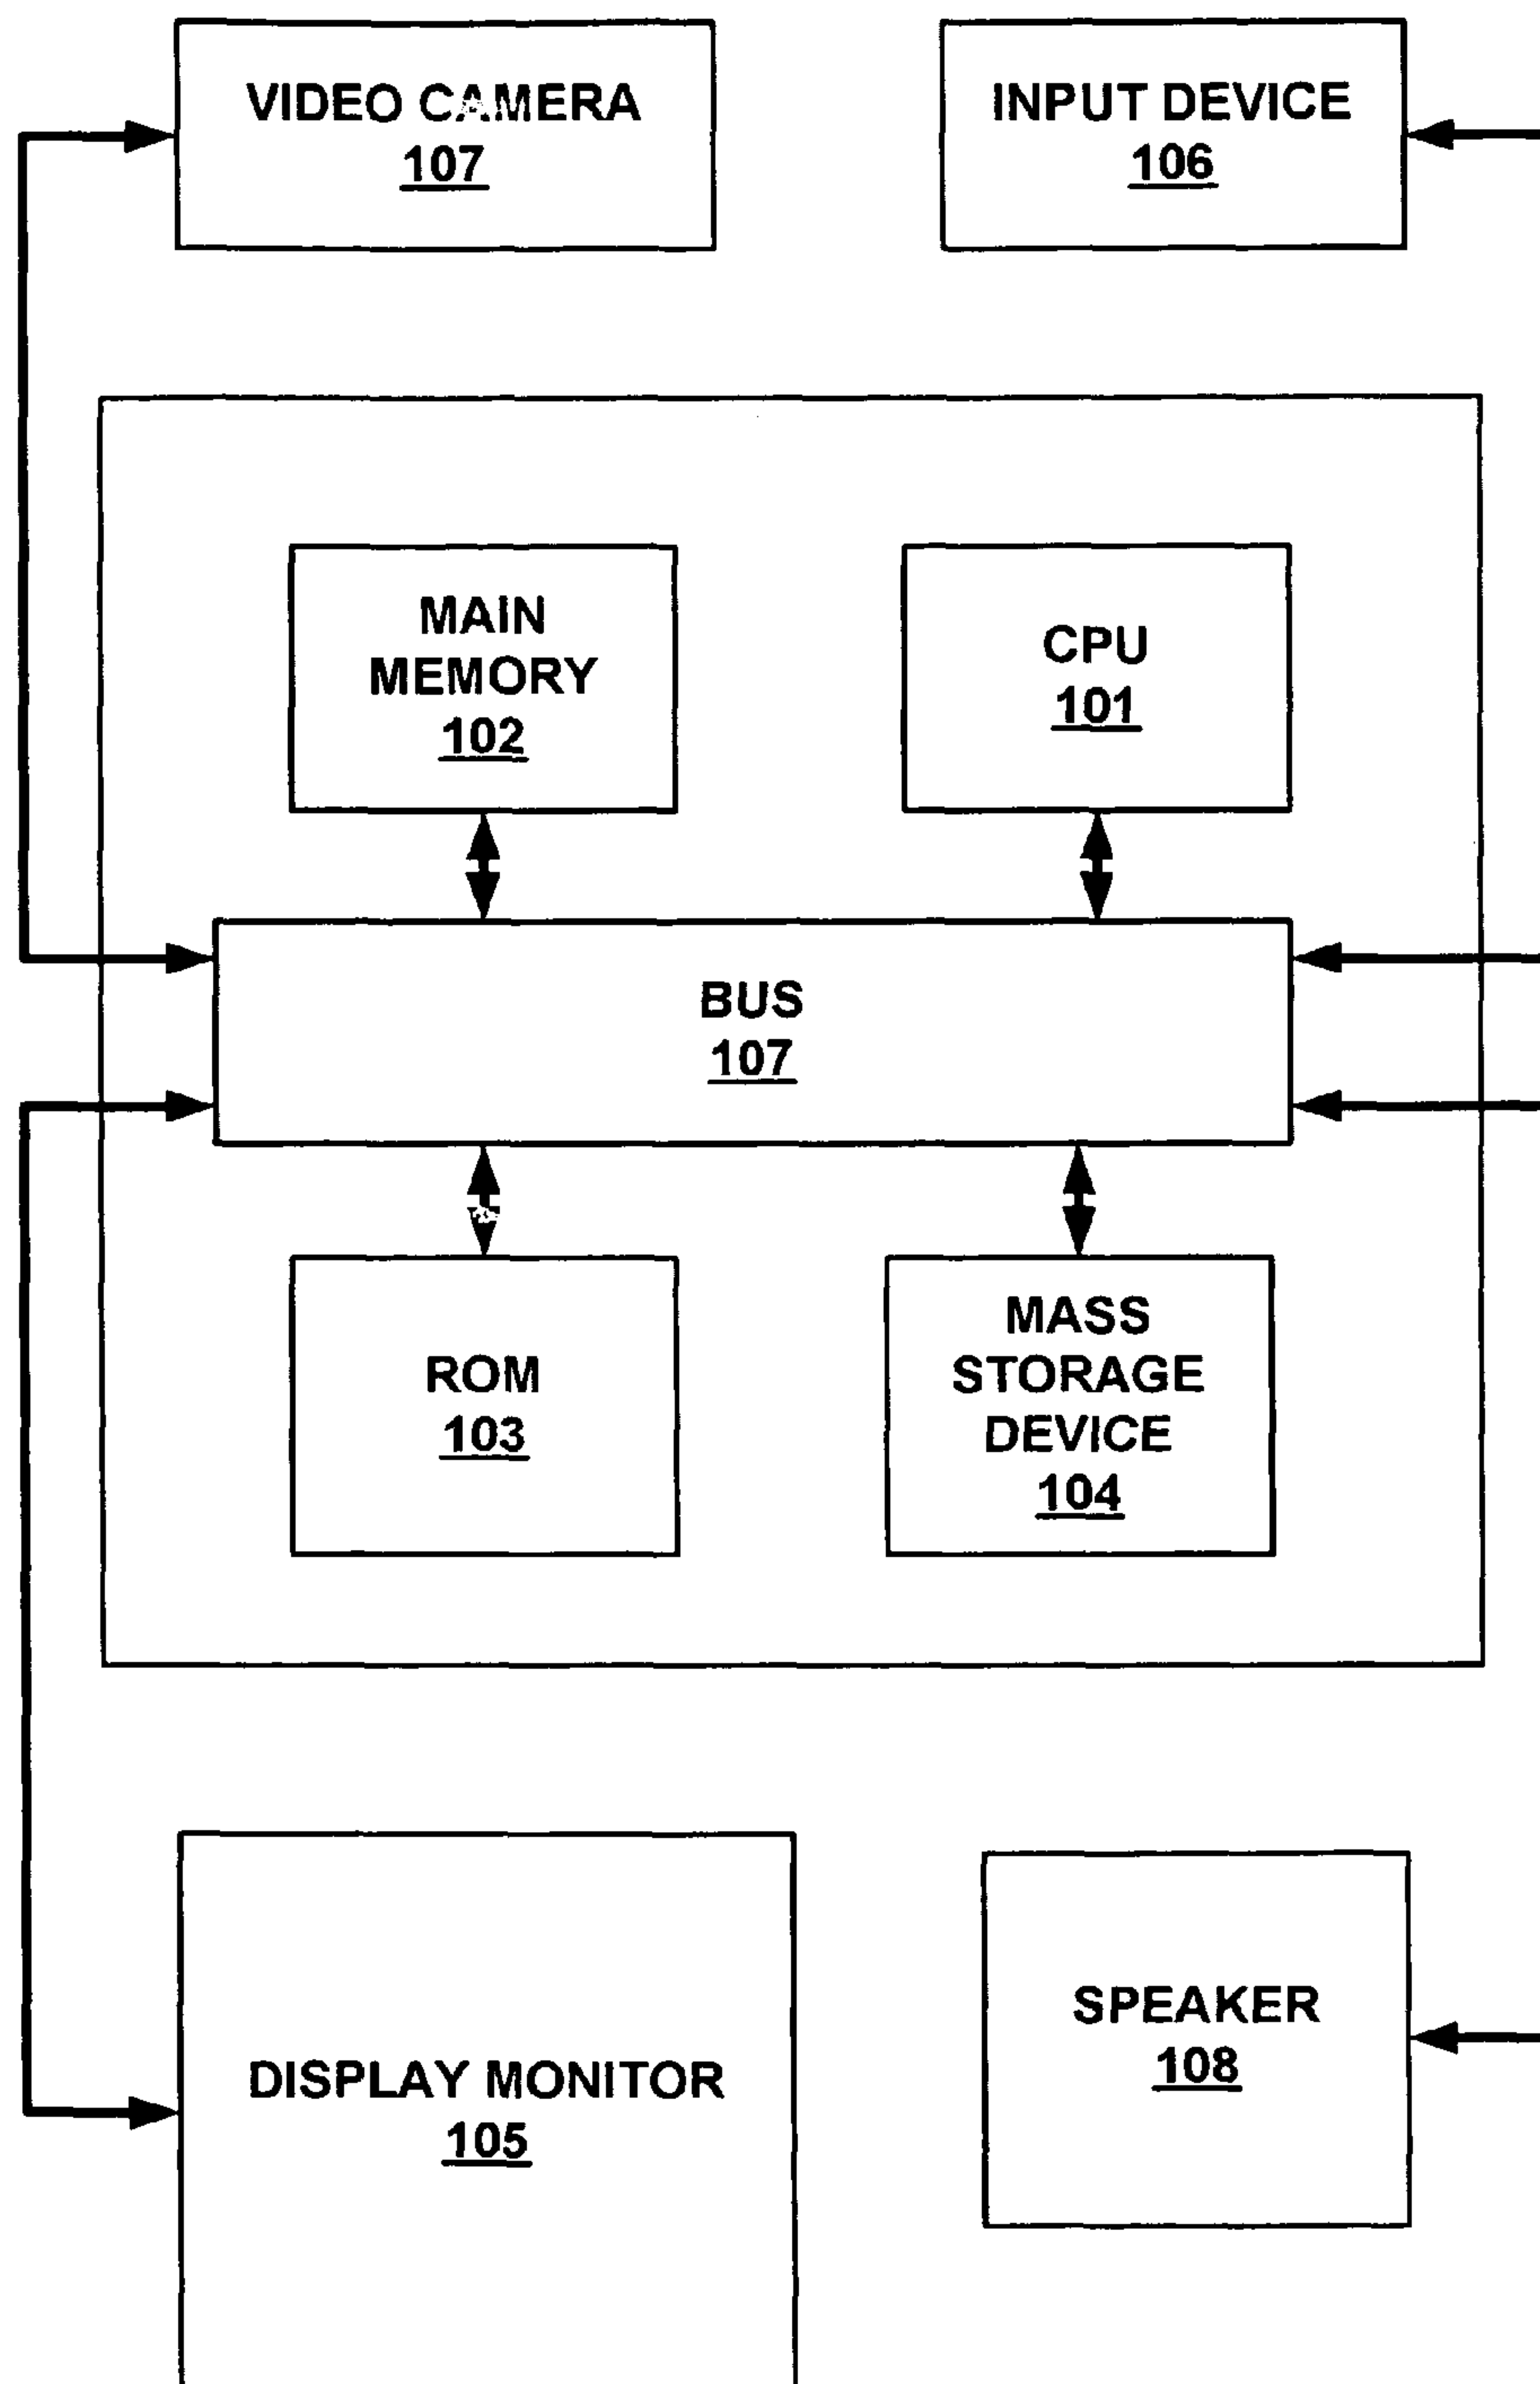 VIDEO CAMERA
107
INPUT DEVICE
106
MAIN
MEMORY
102
CPU
101
BUS
107
ROM
103
MASS
STORAGE
DEVICE
104
DISPLAY MONITOR
105
SPEAKER
108